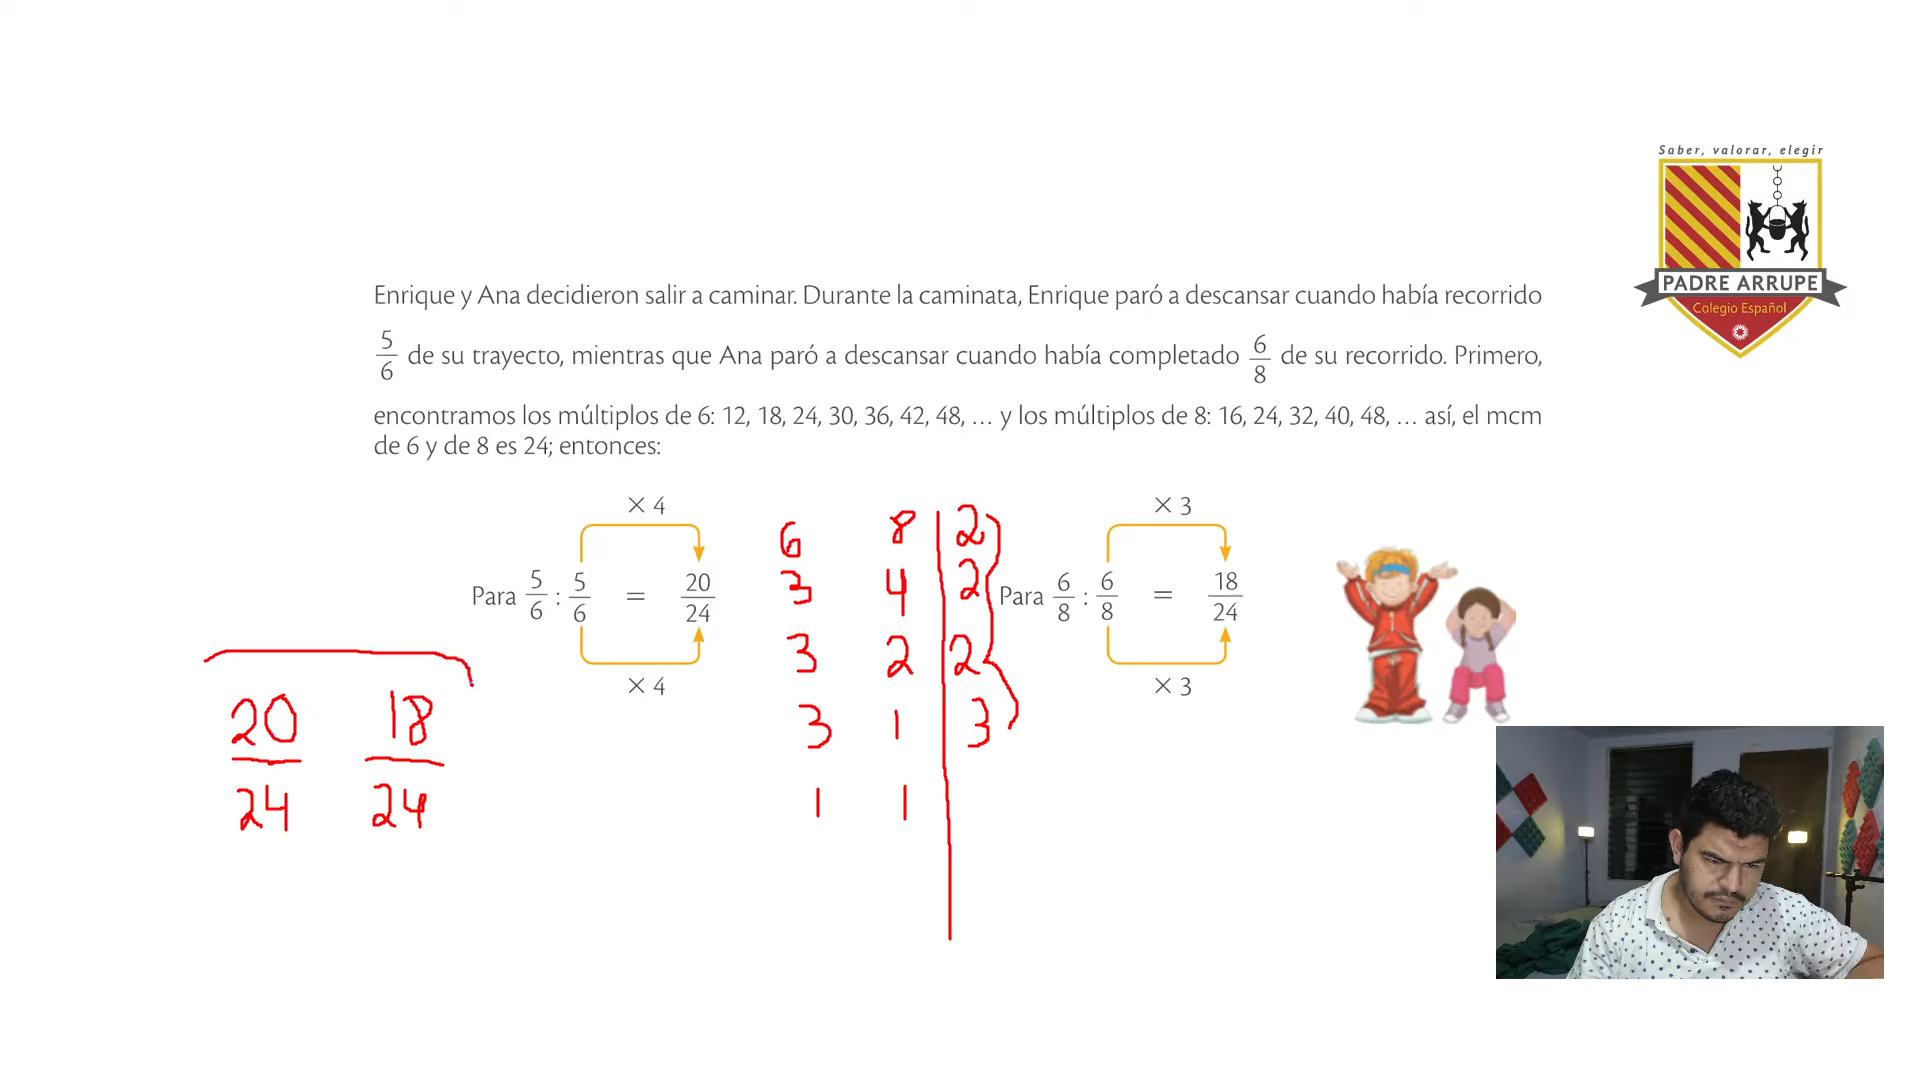 Saber, valorar, elegir
PADRE ARRUPE
Colegio Español
Enrique y Ana decidieron salir a caminar. Durante la caminata, Enrique paró a descansar cuando había recorrido
5/6 de su trayecto, mientras que Ana paró a descansar cuando había completado 6/8 de su recorrido. Primero,
encontramos los múltiplos de 6: 12, 18, 24, 30, 36, 42, 48, … y los múltiplos de 8: 16, 24, 32, 40, 48, … así, el mcm
de 6 y de 8 es 24; entonces:
× 4
Para 5/6 : 5/6 = 20/24
× 4
6 8 2
3 4 2
3 2 2
3 1 3
1 1
× 3
Para 6/8 : 6/8 = 18/24
× 3
20 18
24 24